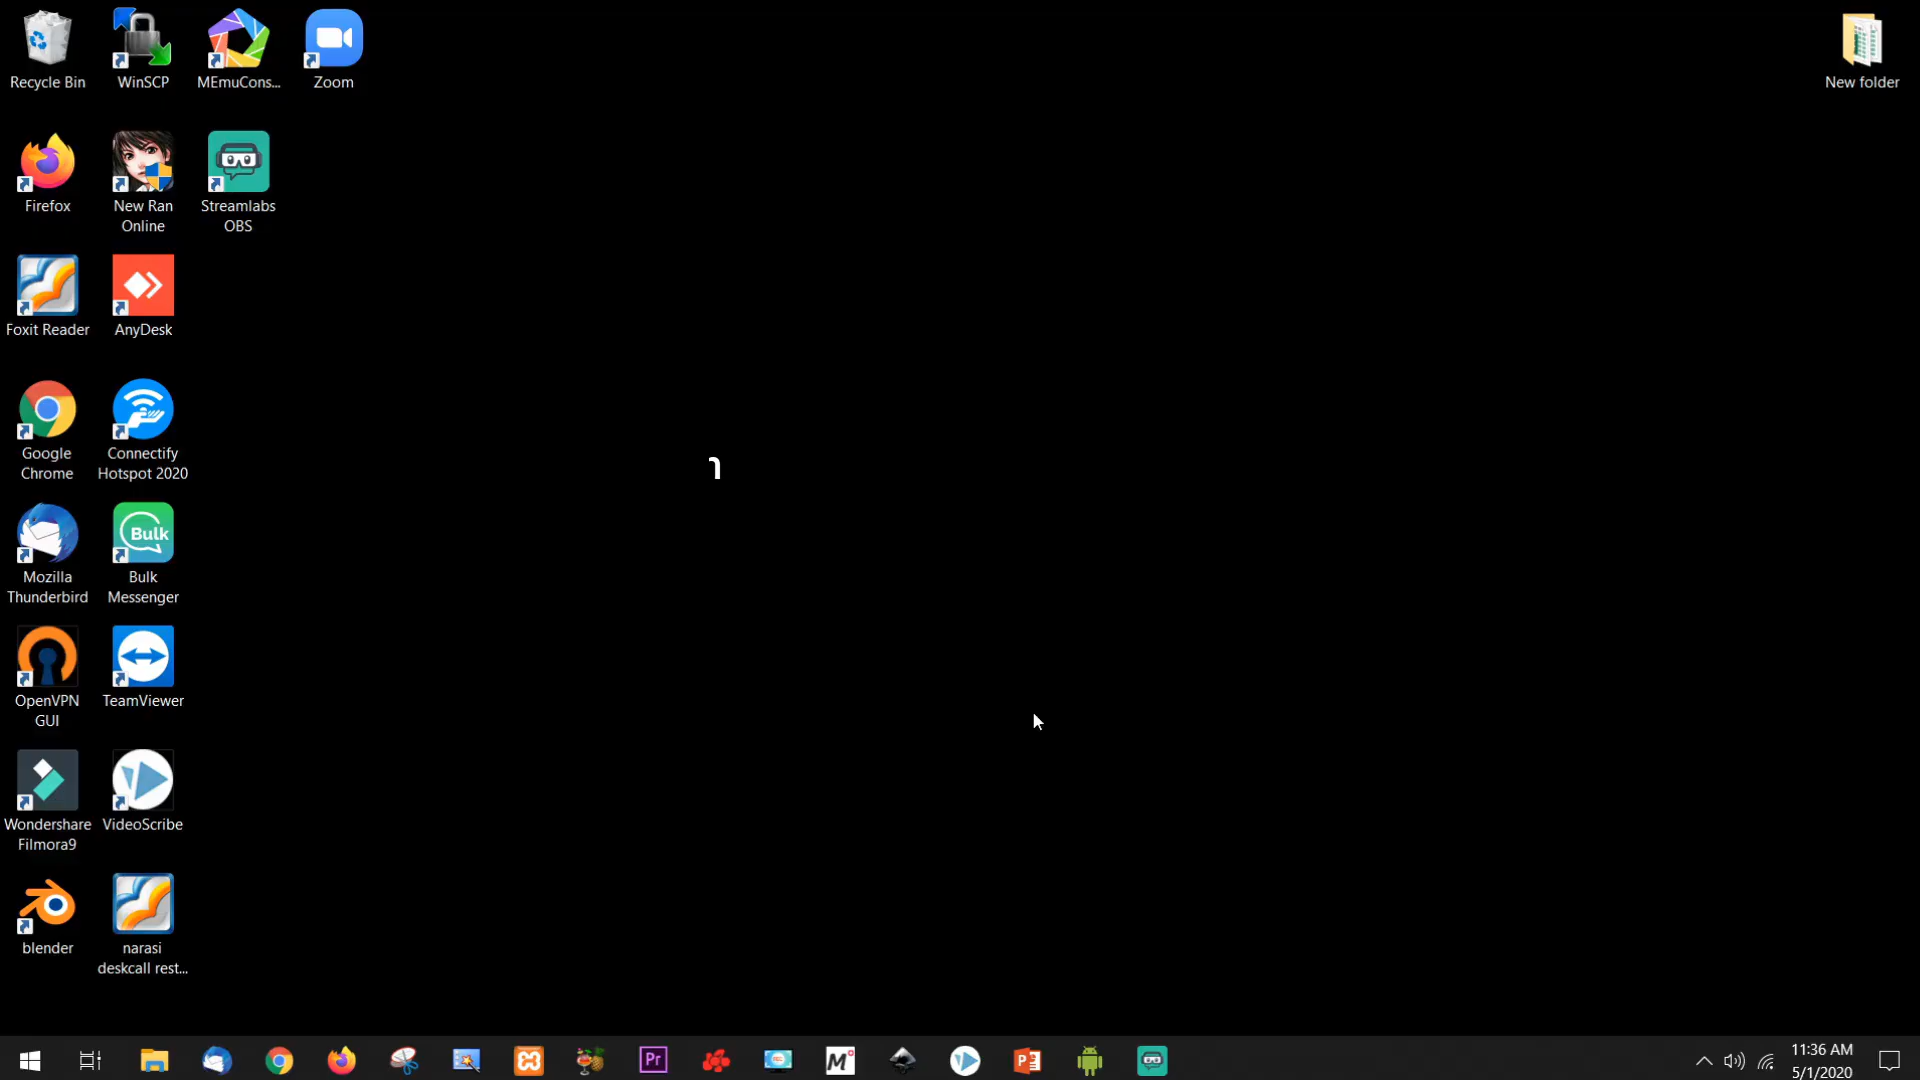 Recycle Bin
WinSCP
MEmuCons...
Zoom
New folder
Firefox
New Ran
Online
Streamlabs
OBS
Foxit Reader
AnyDesk
Google
Chrome
Connectify
Hotspot 2020
Mozilla
Thunderbird
Bulk
Bulk
Messenger
OpenVPN
GUI
TeamViewer
Wondershare
Filmora9
VideoScribe
blender
narasi
deskcall rest...
Pr
REC
M
11:36 AM
5/1/2020